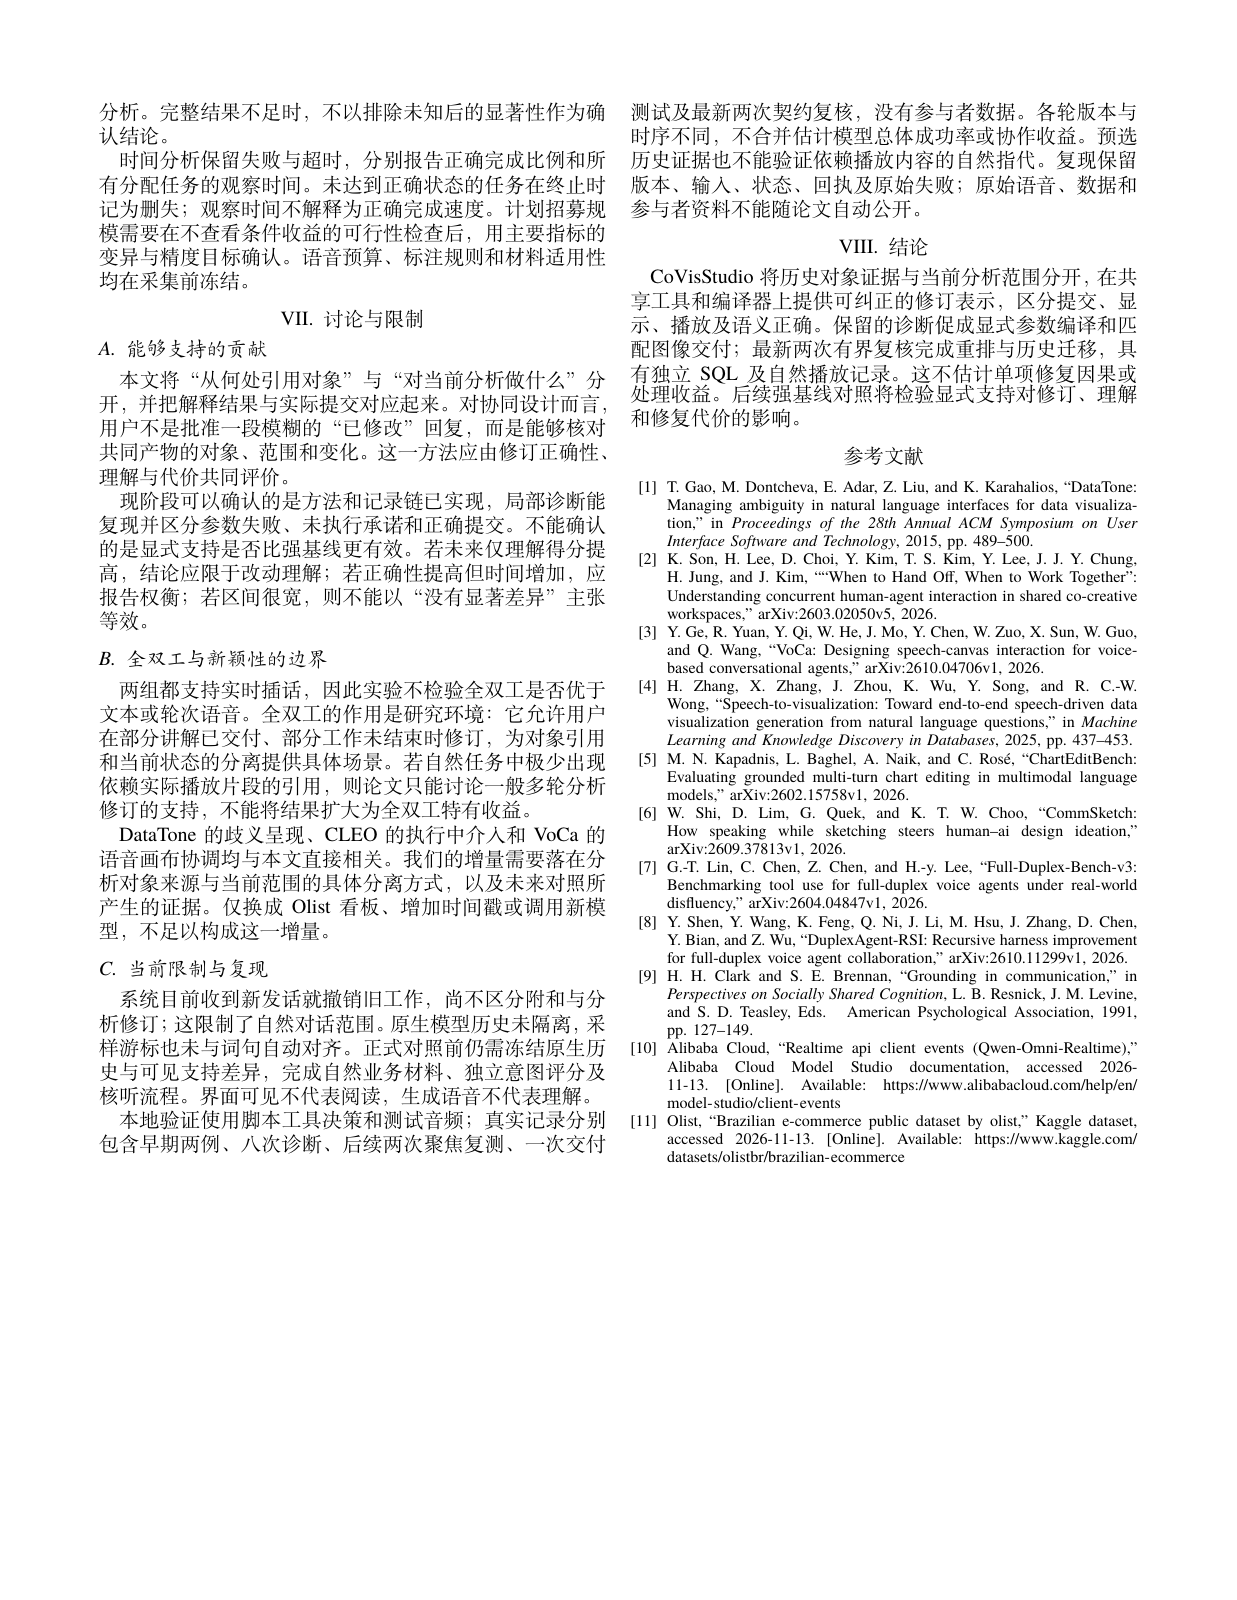 分析。完整结果不足时，不以排除未知后的显著性作为确
认结论。
时间分析保留失败与超时，分别报告正确完成比例和所
有分配任务的观察时间。未达到正确状态的任务在终止时
记为删失；观察时间不解释为正确完成速度。计划招募规
模需要在不查看条件收益的可行性检查后，用主要指标的
变异与精度目标确认。语音预算、标注规则和材料适用性
均在采集前冻结。
VII. 讨论与限制
A. 能够支持的贡献
本文将“从何处引用对象”与“对当前分析做什么”分
开，并把解释结果与实际提交对应起来。对协同设计而言，
用户不是批准一段模糊的“已修改”回复，而是能够核对
共同产物的对象、范围和变化。这一方法应由修订正确性、
理解与代价共同评价。
现阶段可以确认的是方法和记录链已实现，局部诊断能
复现并区分参数失败、未执行承诺和正确提交。不能确认
的是显式支持是否比强基线更有效。若未来仅理解得分提
高，结论应限于改动理解；若正确性提高但时间增加，应
报告权衡；若区间很宽，则不能以“没有显著差异”主张
等效。
B. 全双工与新颖性的边界
两组都支持实时插话，因此实验不检验全双工是否优于
文本或轮次语音。全双工的作用是研究环境：它允许用户
在部分讲解已交付、部分工作未结束时修订，为对象引用
和当前状态的分离提供具体场景。若自然任务中极少出现
依赖实际播放片段的引用，则论文只能讨论一般多轮分析
修订的支持，不能将结果扩大为全双工特有收益。
DataTone 的歧义呈现、CLEO 的执行中介入和 VoCa 的
语音画布协调均与本文直接相关。我们的增量需要落在分
析对象来源与当前范围的具体分离方式，以及未来对照所
产生的证据。仅换成 Olist 看板、增加时间戳或调用新模
型，不足以构成这一增量。
C. 当前限制与复现
系统目前收到新发话就撤销旧工作，尚不区分附和与分
析修订；这限制了自然对话范围。原生模型历史未隔离，采
样游标也未与词句自动对齐。正式对照前仍需冻结原生历
史与可见支持差异，完成自然业务材料、独立意图评分及
核听流程。界面可见不代表阅读，生成语音不代表理解。
本地验证使用脚本工具决策和测试音频；真实记录分别
包含早期两例、八次诊断、后续两次聚焦复测、一次交付
测试及最新两次契约复核，没有参与者数据。各轮版本与
时序不同，不合并估计模型总体成功率或协作收益。预选
历史证据也不能验证依赖播放内容的自然指代。复现保留
版本、输入、状态、回执及原始失败；原始语音、数据和
参与者资料不能随论文自动公开。
VIII. 结论
CoVisStudio 将历史对象证据与当前分析范围分开，在共
享工具和编译器上提供可纠正的修订表示，区分提交、显
示、播放及语义正确。保留的诊断促成显式参数编译和匹
配图像交付；最新两次有界复核完成重排与历史迁移，具
有独立 SQL 及自然播放记录。这不估计单项修复因果或
处理收益。后续强基线对照将检验显式支持对修订、理解
和修复代价的影响。
参考文献
[1] T. Gao, M. Dontcheva, E. Adar, Z. Liu, and K. Karahalios, “DataTone:
Managing ambiguity in natural language interfaces for data visualiza-
tion,” in Proceedings of the 28th Annual ACM Symposium on User
Interface Software and Technology, 2015, pp. 489–500.
[2] K. Son, H. Lee, D. Choi, Y. Kim, T. S. Kim, Y. Lee, J. J. Y. Chung,
H. Jung, and J. Kim, ““When to Hand Off, When to Work Together”:
Understanding concurrent human-agent interaction in shared co-creative
workspaces,” arXiv:2603.02050v5, 2026.
[3] Y. Ge, R. Yuan, Y. Qi, W. He, J. Mo, Y. Chen, W. Zuo, X. Sun, W. Guo,
and Q. Wang, “VoCa: Designing speech-canvas interaction for voice-
based conversational agents,” arXiv:2610.04706v1, 2026.
[4] H. Zhang, X. Zhang, J. Zhou, K. Wu, Y. Song, and R. C.-W.
Wong, “Speech-to-visualization: Toward end-to-end speech-driven data
visualization generation from natural language questions,” in Machine
Learning and Knowledge Discovery in Databases, 2025, pp. 437–453.
[5] M. N. Kapadnis, L. Baghel, A. Naik, and C. Rosé, “ChartEditBench:
Evaluating grounded multi-turn chart editing in multimodal language
models,” arXiv:2602.15758v1, 2026.
[6] W. Shi, D. Lim, G. Quek, and K. T. W. Choo, “CommSketch:
How speaking while sketching steers human–ai design ideation,”
arXiv:2609.37813v1, 2026.
[7] G.-T. Lin, C. Chen, Z. Chen, and H.-y. Lee, “Full-Duplex-Bench-v3:
Benchmarking tool use for full-duplex voice agents under real-world
disfluency,” arXiv:2604.04847v1, 2026.
[8] Y. Shen, Y. Wang, K. Feng, Q. Ni, J. Li, M. Hsu, J. Zhang, D. Chen,
Y. Bian, and Z. Wu, “DuplexAgent-RSI: Recursive harness improvement
for full-duplex voice agent collaboration,” arXiv:2610.11299v1, 2026.
[9] H. H. Clark and S. E. Brennan, “Grounding in communication,” in
Perspectives on Socially Shared Cognition, L. B. Resnick, J. M. Levine,
and S. D. Teasley, Eds. American Psychological Association, 1991,
pp. 127–149.
[10] Alibaba Cloud, “Realtime api client events (Qwen-Omni-Realtime),”
Alibaba Cloud Model Studio documentation, accessed 2026-
11-13. [Online]. Available: https://www.alibabacloud.com/help/en/
model-studio/client-events
[11] Olist, “Brazilian e-commerce public dataset by olist,” Kaggle dataset,
accessed 2026-11-13. [Online]. Available: https://www.kaggle.com/
datasets/olistbr/brazilian-ecommerce